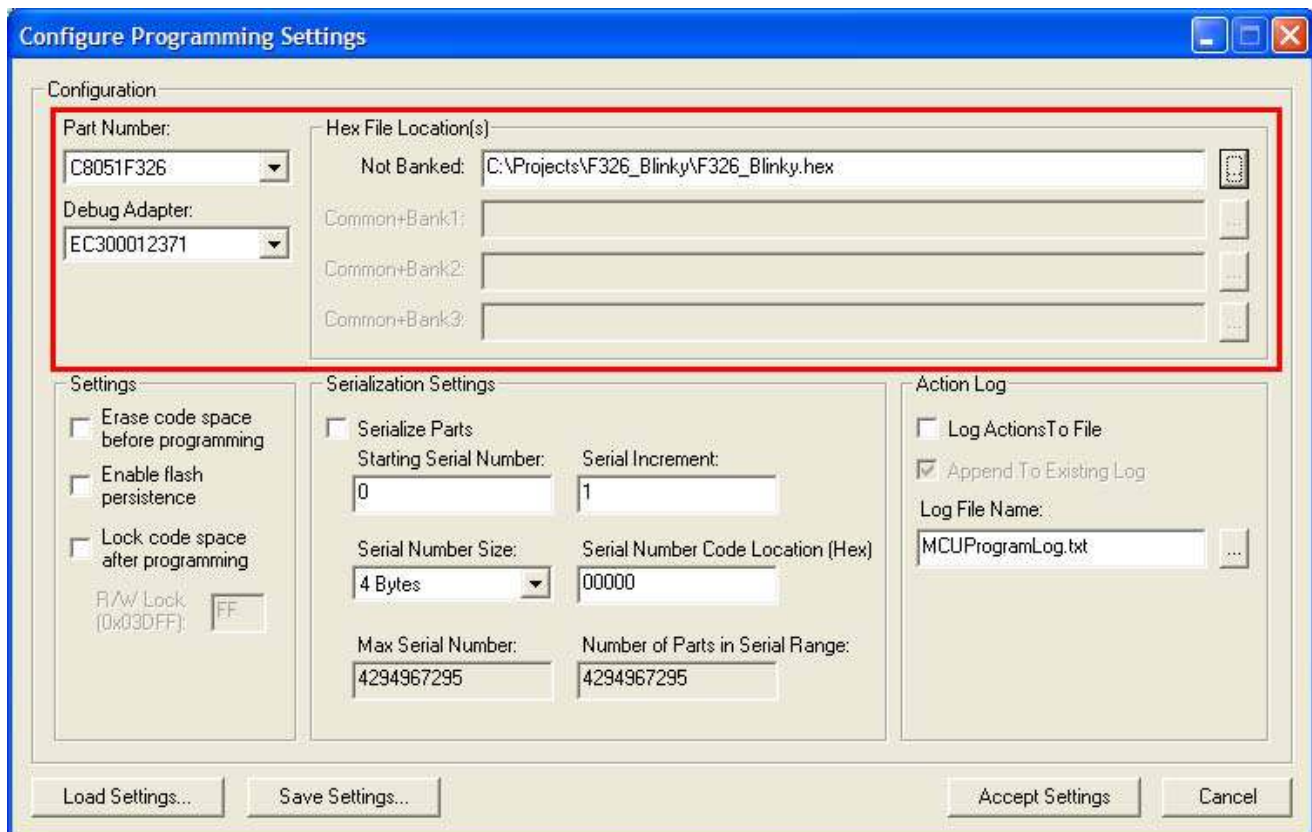 Configure Programming Settings
Configuration
Part Number:
C8051F326
Debug Adapter:
EC300012371
Hex File Location(s)
Not Banked: C:\Projects\F326_Blinky\F326_Blinky.hex
Common+Bank1: ...
Common+Bank2: ...
Common+Bank3: ...
Settings
Erase code space
before programming
Enable flash
persistence
Lock code space
after programming
R/W Lock
(0x03DFF): FF
Serialization Settings
Serialize Parts
Starting Serial Number: Serial Increment:
0 1
Serial Number Size: Serial Number Code Location (Hex)
4 Bytes 00000
Max Serial Number: Number of Parts in Serial Range:
4294967295 4294967295
Action Log
Log ActionsTo File
Append To Existing Log
Log File Name:
MCUProgramLog.txt ...
Load Settings... Save Settings... Accept Settings Cancel